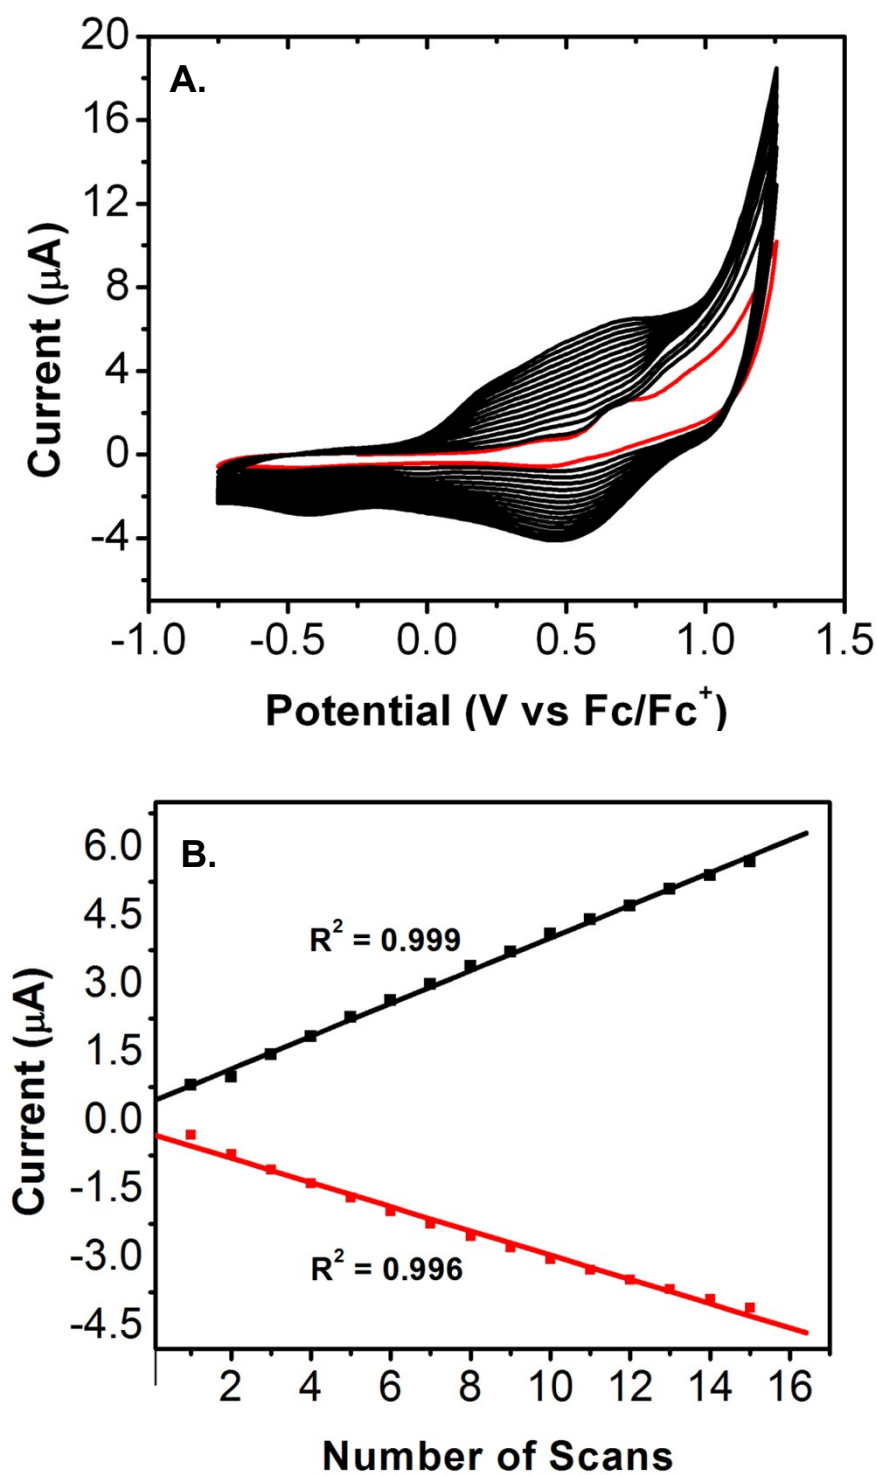 A.
20
16
12
8
4
0
-4
Current (μA)
-1.0 -0.5 0.0 0.5 1.0 1.5
Potential (V vs Fc/Fc+)
B.
6.0
4.5
3.0
1.5
0.0
-1.5
-3.0
-4.5
Current (μA)
R2 = 0.999
R2 = 0.996
2 4 6 8 10 12 14 16
Number of Scans